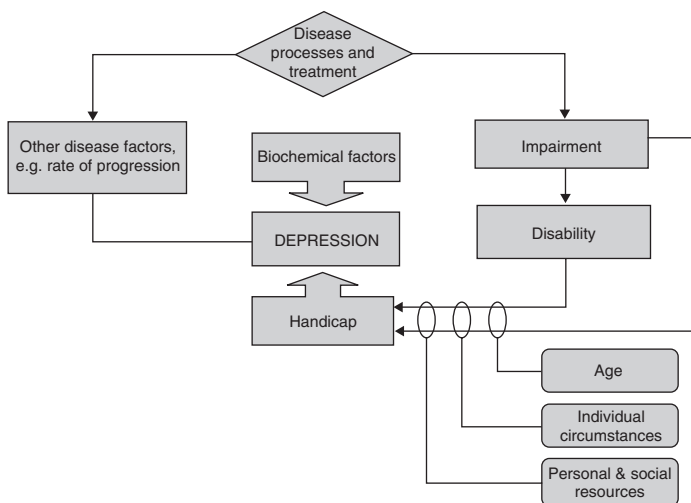 Disease
processes and
treatment
Other disease factors,
e.g. rate of progression
Biochemical factors
Impairment
DEPRESSION
Disability
Handicap
Age
Individual
circumstances
Personal & social
resources